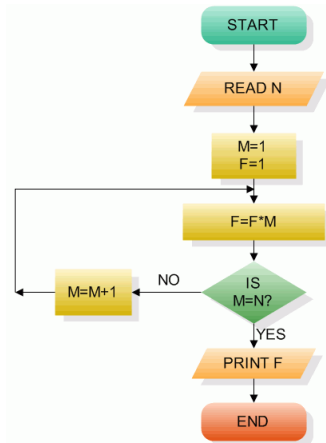 START
READ N
M=1
F=1
F=F*M
NO
M=M+1
IS
M=N?
YES
PRINT F
END